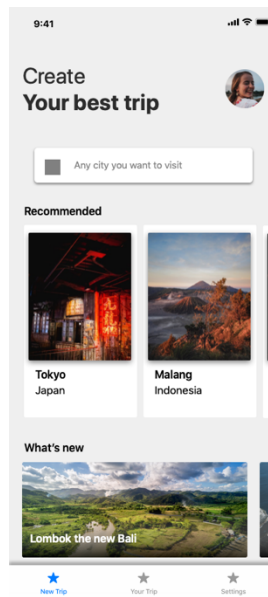 9:41
Create
Your best trip
Any city you want to visit
Recommended
Tokyo
Japan
Malang
Indonesia
What's new
Lombok the new Bali
New Trip
Your Trip
Settings